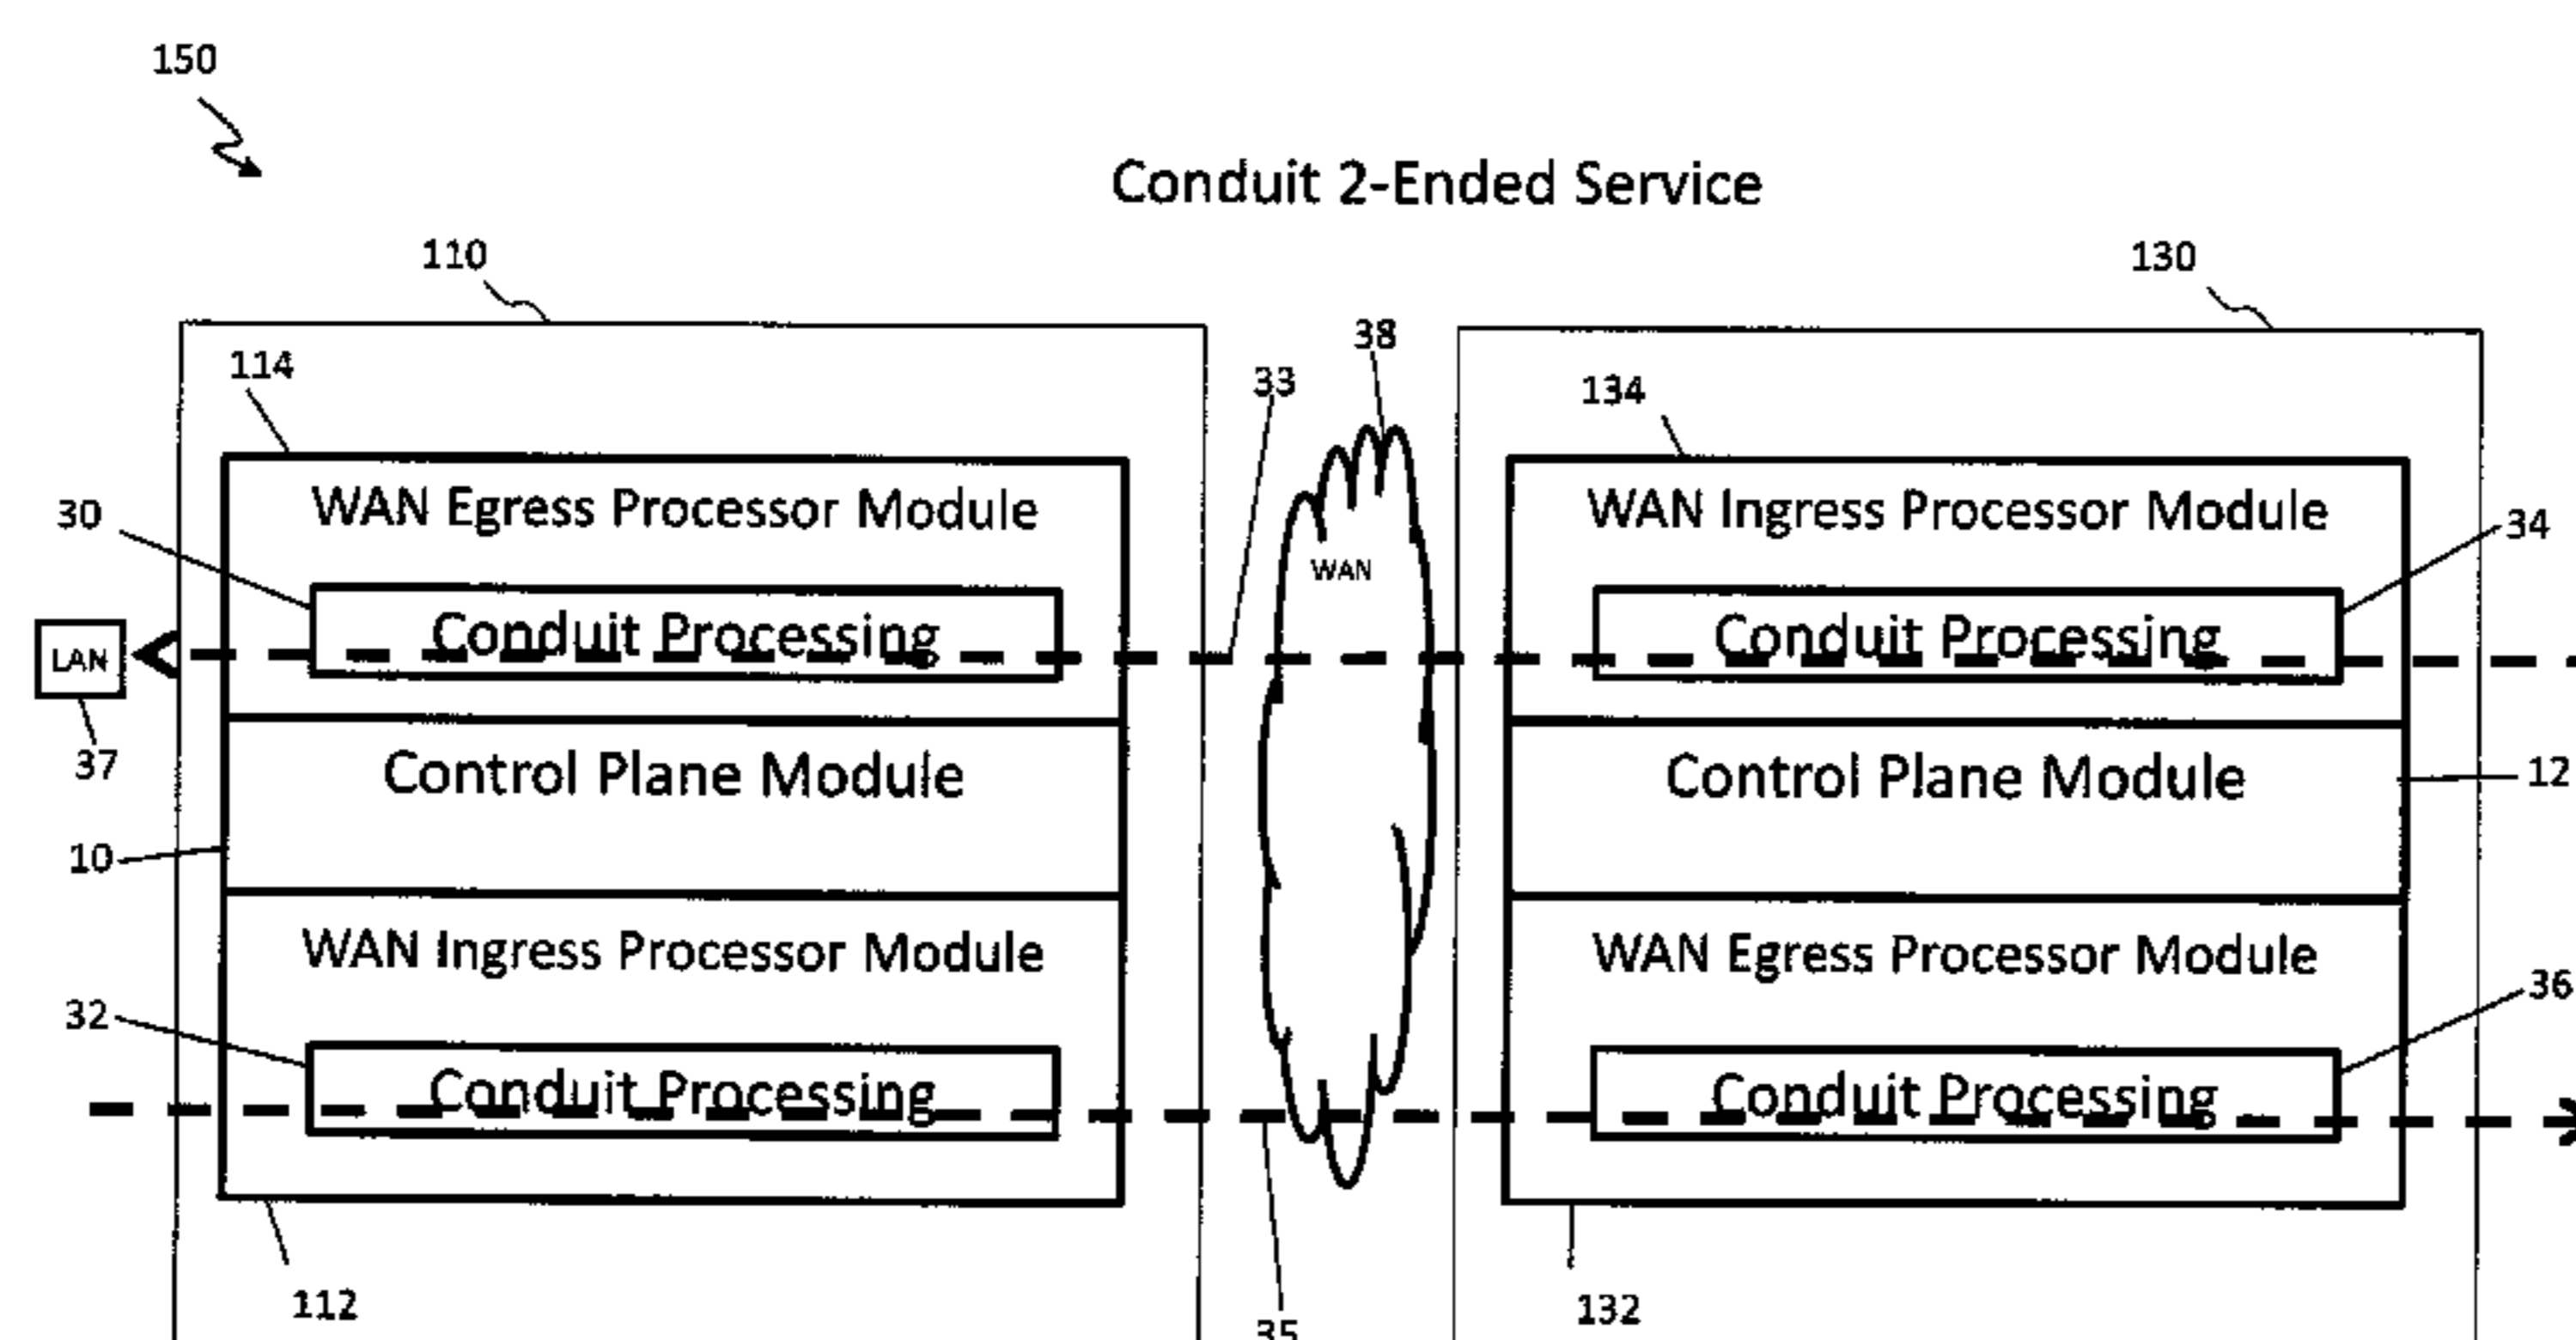 150
Conduit 2-Ended Service
110
130
38
114
33
134
WAN Egress Processor Module
WAN Ingress Processor Module
30
34
WAN
Conduit Processing
Conduit Processing
LAN
37
Control Plane Module
Control Plane Module
12
10
WAN Ingress Processor Module
WAN Egress Processor Module
32
36
Conduit Processing
Conduit Processing
112
132
35